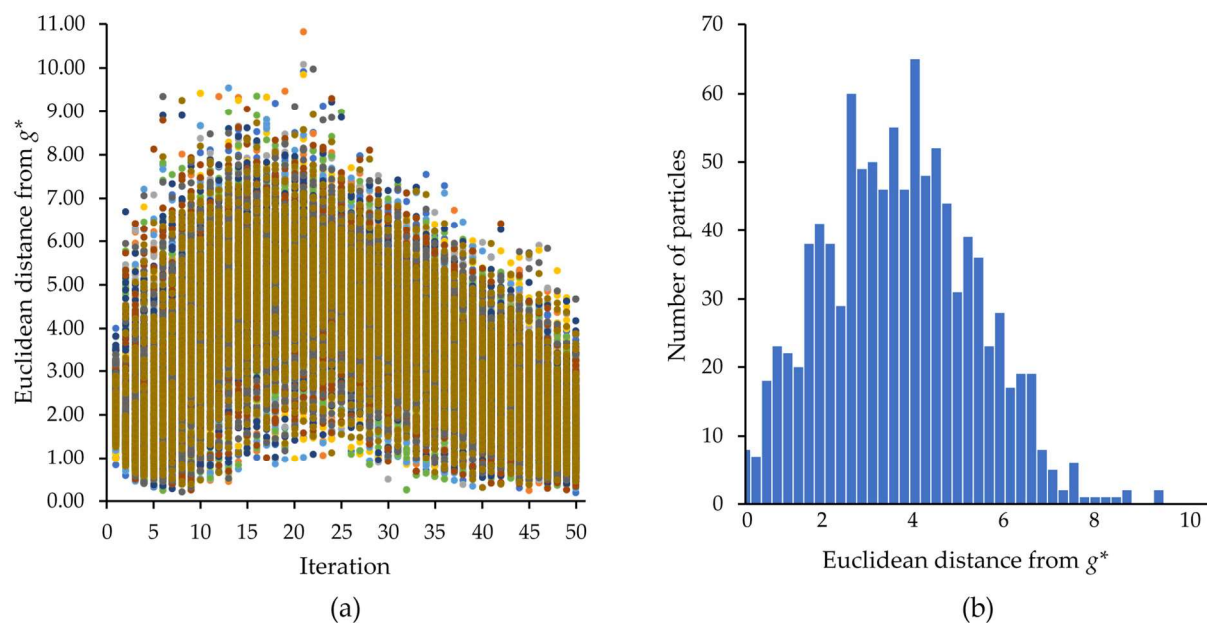 11.00
10.00
9.00
8.00
7.00
6.00
5.00
4.00
3.00
2.00
1.00
0.00
Euclidean distance from g*
0 5 10 15 20 25 30 35 40 45 50
Iteration
(a)
70
60
50
40
30
20
10
0
Number of particles
0 2 4 6 8 10
Euclidean distance from g*
(b)